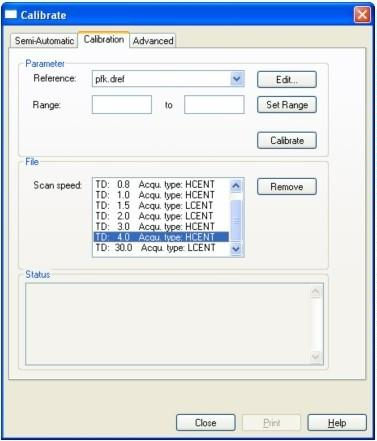 Calibrate
Semi-Automatic Calibration Advanced
Parameter
Reference: pfk.dref Edit...
Range: to Set Range
Calibrate
File
Scan speed: TD: 0.8 Acqu. type: HCENT Remove
TD: 1.0 Acqu. type: HCENT
TD: 1.5 Acqu. type: LCENT
TD: 2.0 Acqu. type: LCENT
TD: 3.0 Acqu. type: HCENT
TD: 4.0 Acqu. type: HCENT
TD: 30.0 Acqu. type: LCENT
Status
Close Print Help